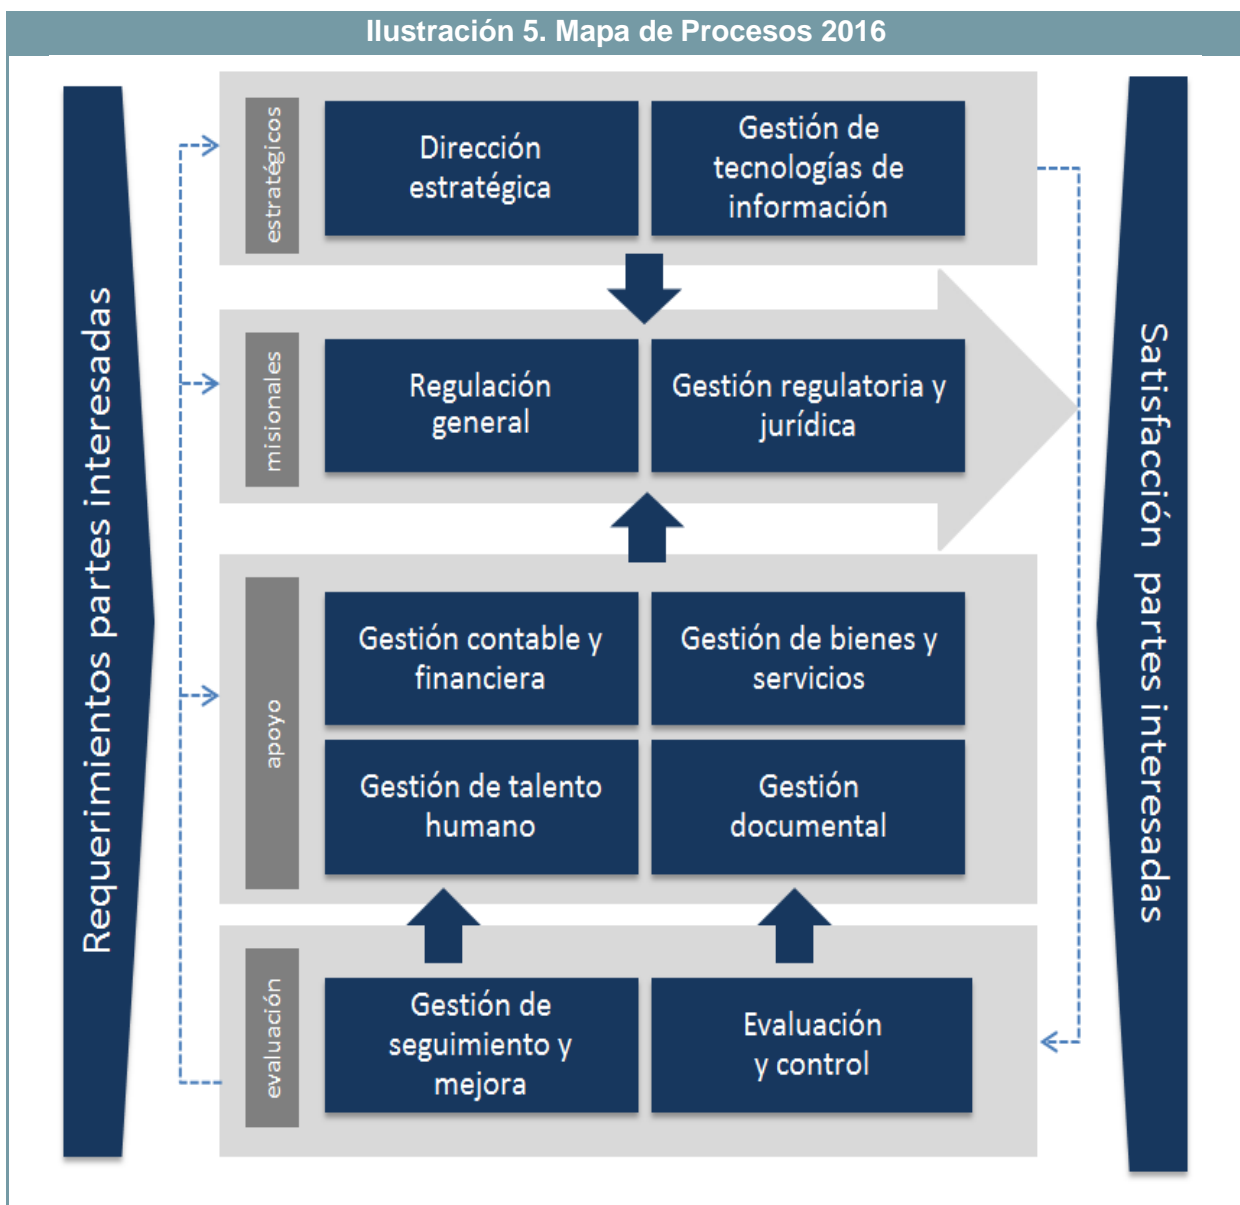 Ilustración 5. Mapa de Procesos 2016
Requerimientos partes interesadas
estratégicos
Dirección
estratégica
Gestión de
tecnologías de
información
misionales
Regulación
general
Gestión regulatoria y
jurídica
apoyo
Gestión contable y
financiera
Gestión de bienes y
servicios
Gestión de talento
humano
Gestión
documental
evaluación
Gestión de
seguimiento y
mejora
Evaluación
y control
Satisfacción partes interesadas